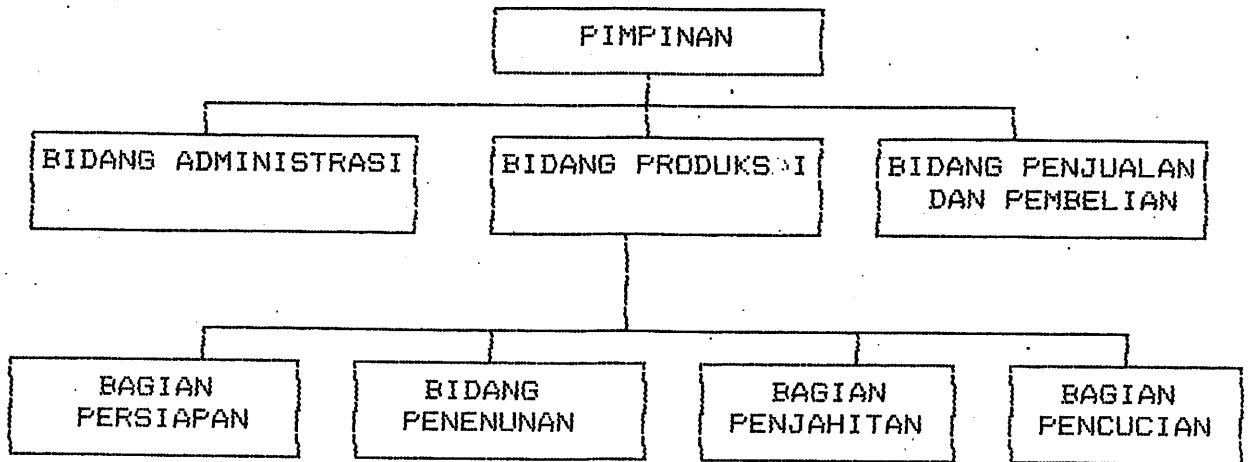 PIMPINAN
BIDANG ADMINISTRASI
BIDANG PRODUKSI
BIDANG PENJUALAN
DAN PEMBELIAN
BAGIAN
PERSIAPAN
BIDANG
PENENUNAN
BAGIAN
PENJAHITAN
BAGIAN
PENCUCIAN